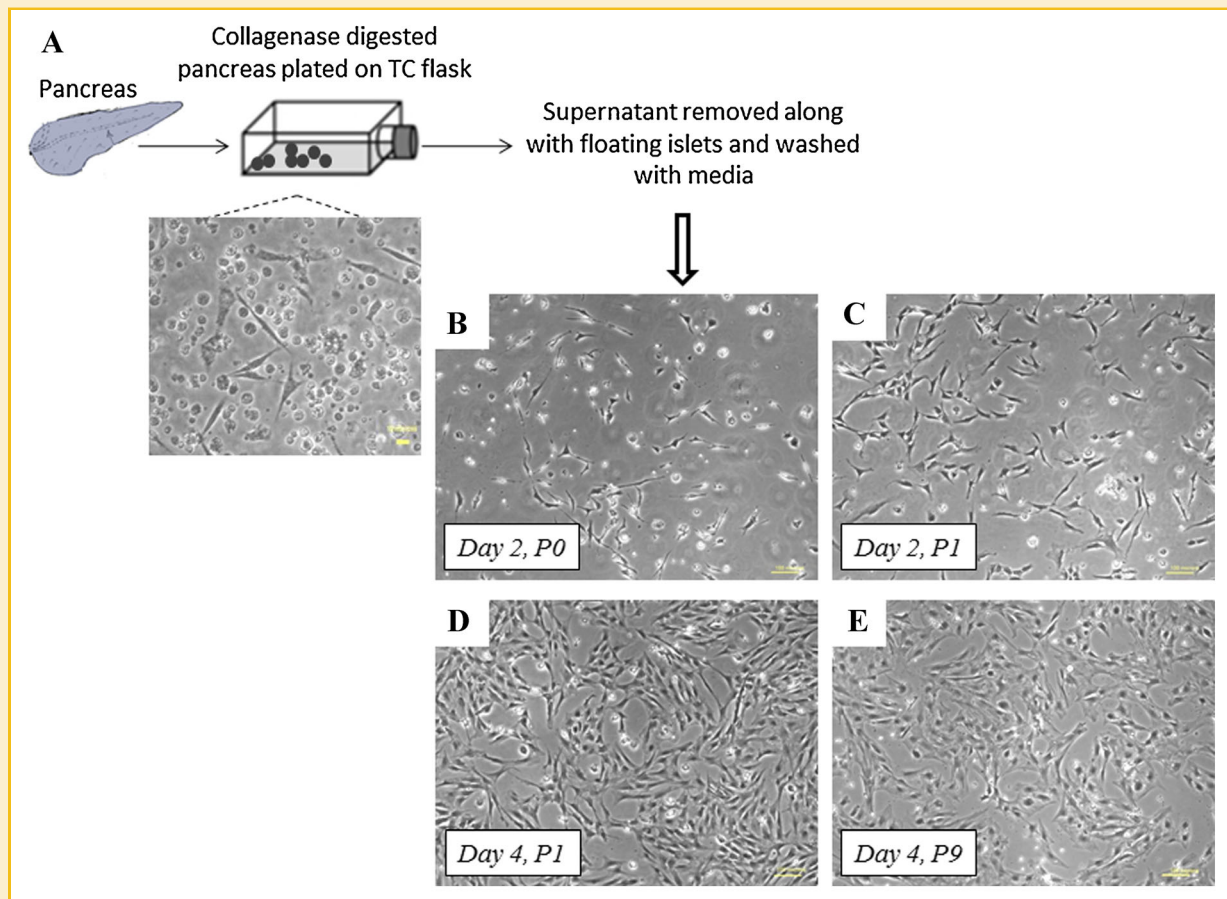 A
Pancreas
Collagenase digested
pancreas plated on TC flask
Supernatant removed along
with floating islets and washed
with media
B
Day 2, P0
C
Day 2, P1
D
Day 4, P1
E
Day 4, P9